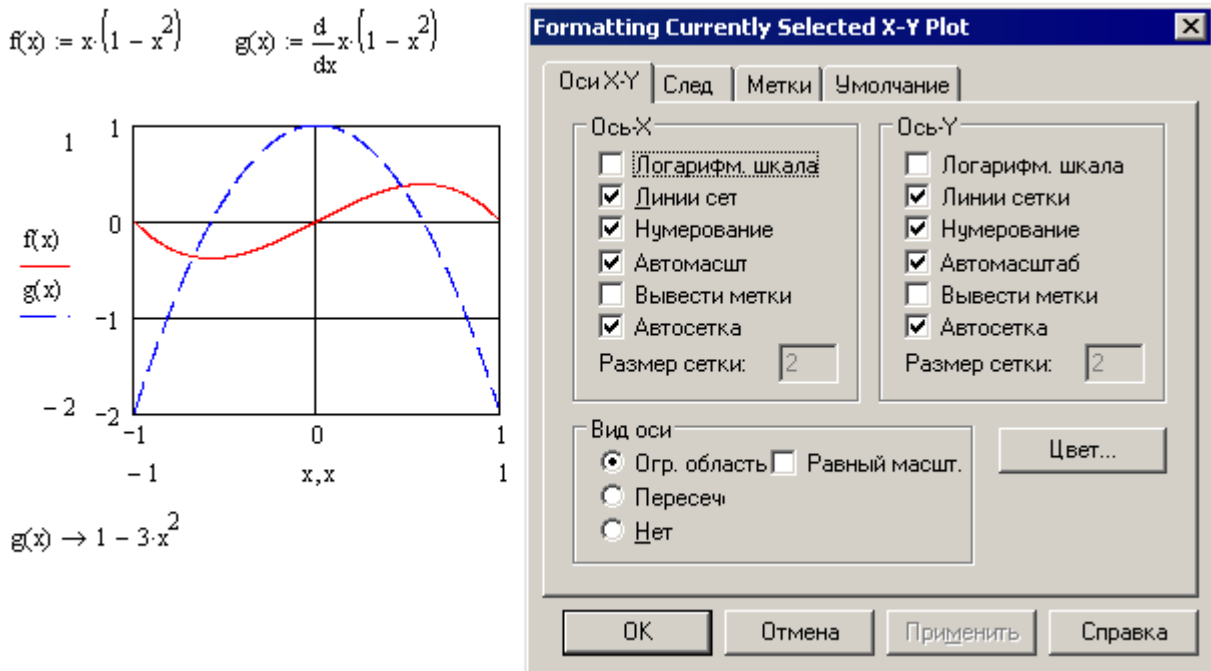 f(x) := x·(1 − x²)   g(x) := d/dx x·(1 − x²)
1
1
0
f(x)
g(x)
−1
−2
−2
−1
0
1
−1
x,x
1
g(x) → 1 − 3·x²
Formatting Currently Selected X-Y Plot
Оси X-Y След Метки Умолчание
Ось-X
Логарифм. шкала
Линии сет
Нумерование
Автомасшт
Вывести метки
Автосетка
Размер сетки: 2
Ось-Y
Логарифм. шкала
Линии сетки
Нумерование
Автомасштаб
Вывести метки
Автосетка
Размер сетки: 2
Вид оси
Огр. область Равный масшт.
Пересеч
Нет
Цвет...
OK Отмена Применить Справка